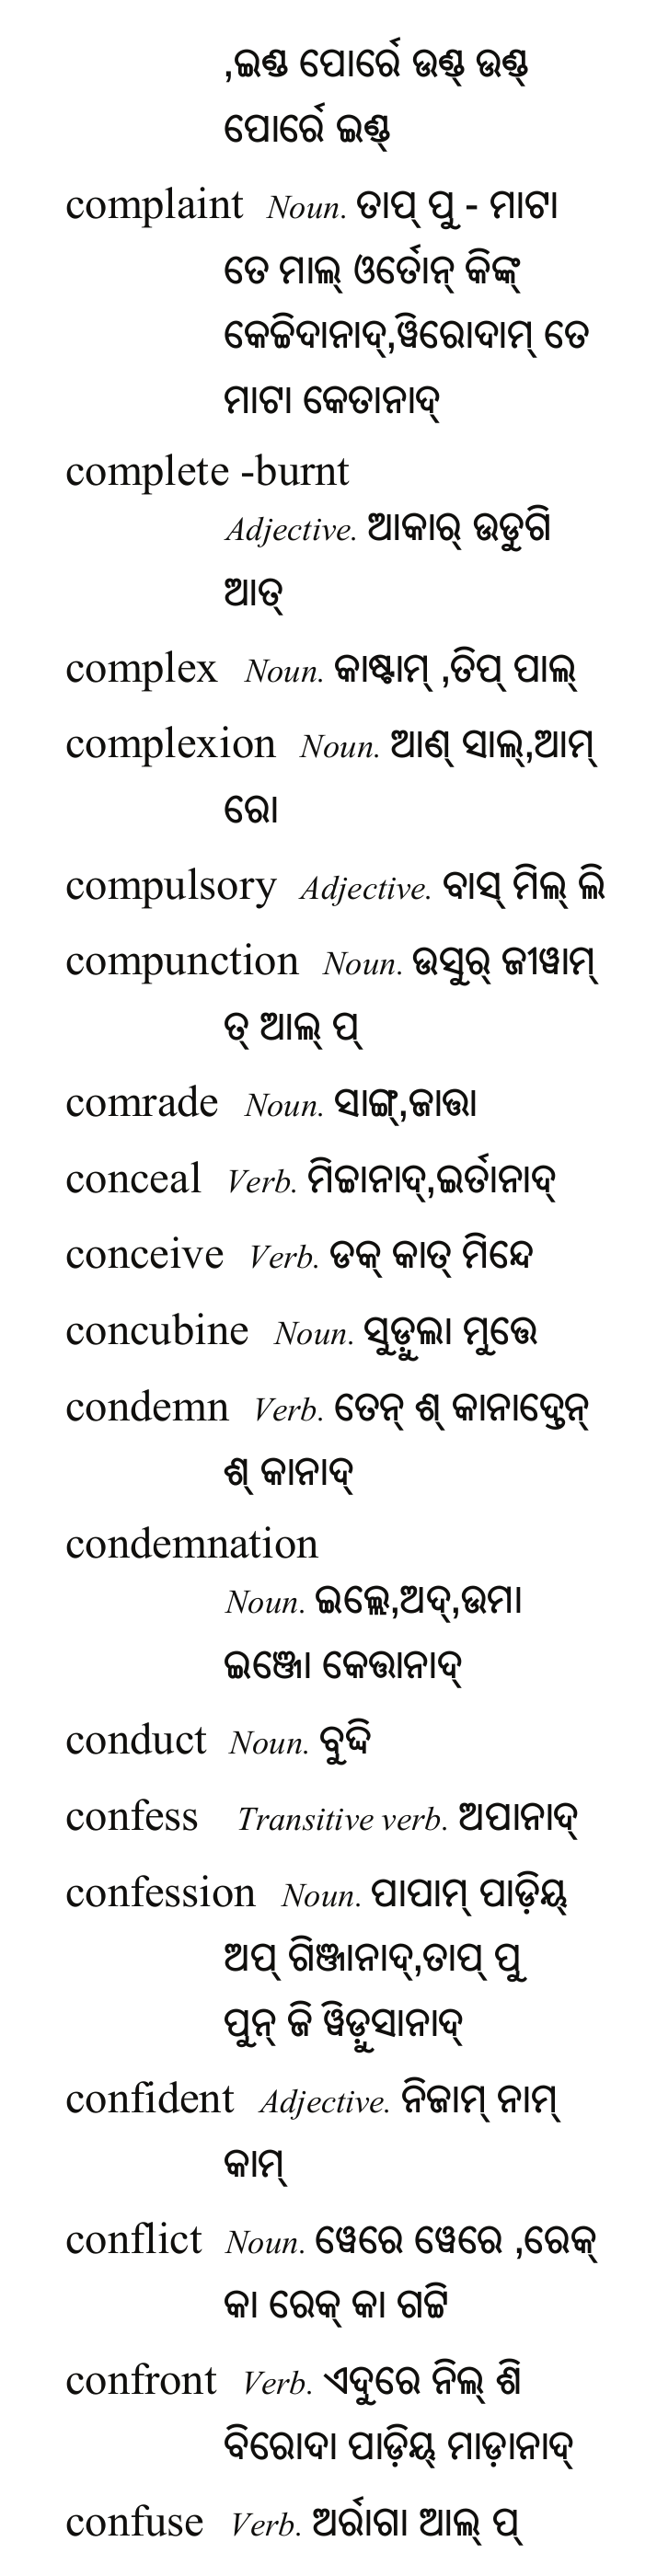 ,ଇଣ୍ଡ ପୋର୍ରେ ଉଣ୍ଡ୍ ଉଣ୍ଡ୍
ପୋର୍ରେ ଇଣ୍ଡ୍
complaint Noun. ତାପ୍ ପୁ - ମାଟା
ତେ ମାଲ୍ ଓର୍ତୋନ୍ କିଙ୍କ୍
କେଚ୍ଚିଦାନାଦ୍,ୱିରୋଦାମ୍ ତେ
ମାଟା କେତାନାଦ୍
complete -burnt
Adjective. ଆକାର୍ ଉଡୁଗି
ଆତ୍
complex Noun. କାଷ୍ଟାମ୍ ,ତିପ୍ ପାଲ୍
complexion Noun. ଆଣ୍ ସାଲ୍,ଆମ୍
ରୋ
compulsory Adjective. ବାସ୍ ମିଲ୍ ଲି
compunction Noun. ଉସୁର୍ ଜୀୱାମ୍
ତ୍ ଆଲ୍ ପ୍
comrade Noun. ସାଙ୍ଗ୍,ଜାତ୍ତା
conceal Verb. ମିଚ୍ଚାନାଦ୍,ଇର୍ତାନାଦ୍
conceive Verb. ଡକ୍ କାତ୍ ମିନ୍ଦେ
concubine Noun. ସୁଡ଼ୁଲା ମୁତ୍ତେ
condemn Verb. ତେନ୍ ଶ୍ କାନାଦ୍ତେନ୍
ଶ୍ କାନାଦ୍
condemnation
Noun. ଇଲ୍ଲେ,ଅଦ୍,ଉମା
ଇଞ୍ଜୋ କେତ୍ତାନାଦ୍
conduct Noun. ବୁଦ୍ଦି
confess Transitive verb. ଅପାନାଦ୍
confession Noun. ପାପାମ୍ ପାଡ଼ିୟ୍
ଅପ୍ ଗିଞ୍ଜାନାଦ୍,ତାପ୍ ପୁ
ପୁନ୍ ଜି ୱିଡ଼ୁସାନାଦ୍
confident Adjective. ନିଜାମ୍ ନାମ୍
କାମ୍
conflict Noun. ୱେରେ ୱେରେ ,ରେକ୍
କା ରେକ୍ କା ଗଟ୍ଟି
confront Verb. ଏଦୁରେ ନିଲ୍ ଶି
ବିରୋଦା ପାଡ଼ିୟ୍ ମାଡ଼ାନାଦ୍
confuse Verb. ଅର୍ରାଗା ଆଲ୍ ପ୍